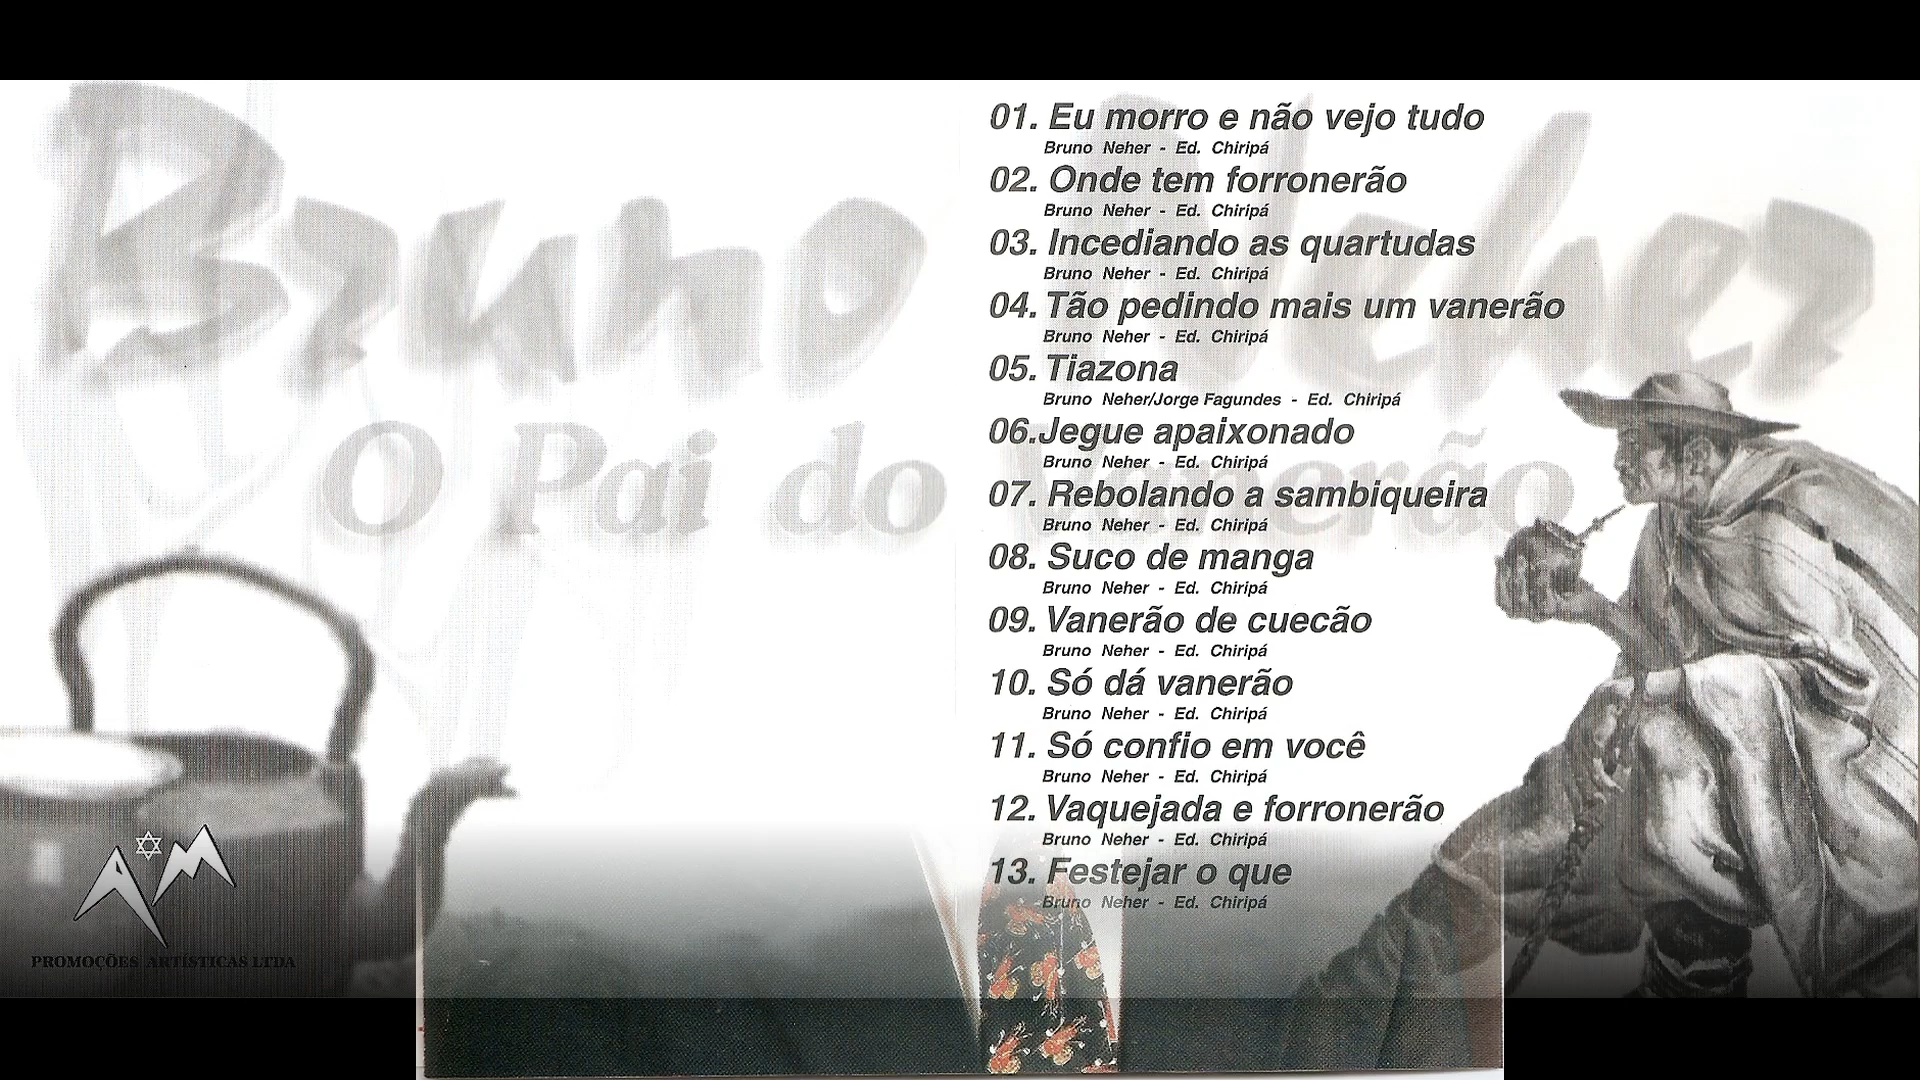 Bruno Neher
O Pai do Vanerão
01. Eu morro e não vejo tudo
Bruno Neher - Ed. Chiripá
02. Onde tem forronerão
Bruno Neher - Ed. Chiripá
03. Incediando as quartudas
Bruno Neher - Ed. Chiripá
04. Tão pedindo mais um vanerão
Bruno Neher - Ed. Chiripá
05. Tiazona
Bruno Neher/Jorge Fagundes - Ed. Chiripá
06.Jegue apaixonado
Bruno Neher - Ed. Chiripá
07. Rebolando a sambiqueira
Bruno Neher - Ed. Chiripá
08. Suco de manga
Bruno Neher - Ed. Chiripá
09. Vanerão de cuecão
Bruno Neher - Ed. Chiripá
10. Só dá vanerão
Bruno Neher - Ed. Chiripá
11. Só confio em você
Bruno Neher - Ed. Chiripá
12. Vaquejada e forronerão
Bruno Neher - Ed. Chiripá
13. Festejar o que
Bruno Neher - Ed. Chiripá
AM
PROMOÇÕES ARTÍSTICAS LTDA